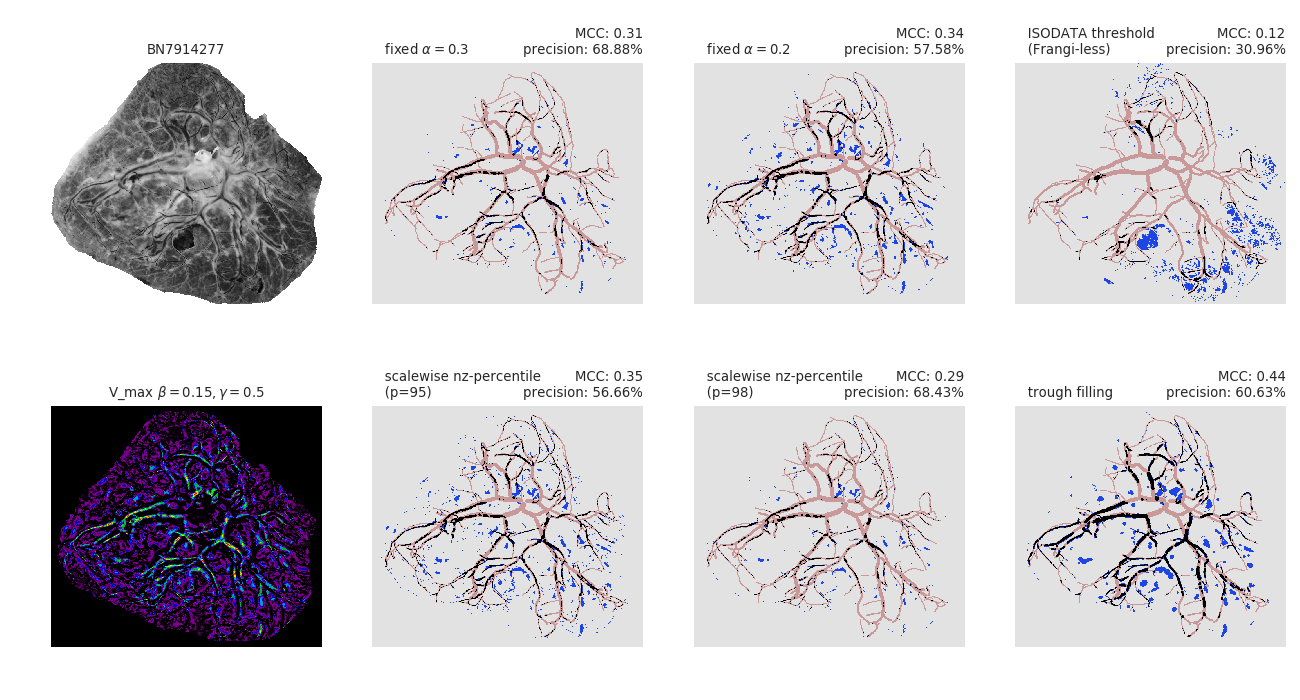 BN7914277
fixed α = 0.3
MCC: 0.31
precision: 68.88%
fixed α = 0.2
MCC: 0.34
precision: 57.58%
ISODATA threshold
(Frangi-less)
MCC: 0.12
precision: 30.96%
V_max β = 0.15, γ = 0.5
scalewise nz-percentile
(p=95)
MCC: 0.35
precision: 56.66%
scalewise nz-percentile
(p=98)
MCC: 0.29
precision: 68.43%
trough filling
MCC: 0.44
precision: 60.63%